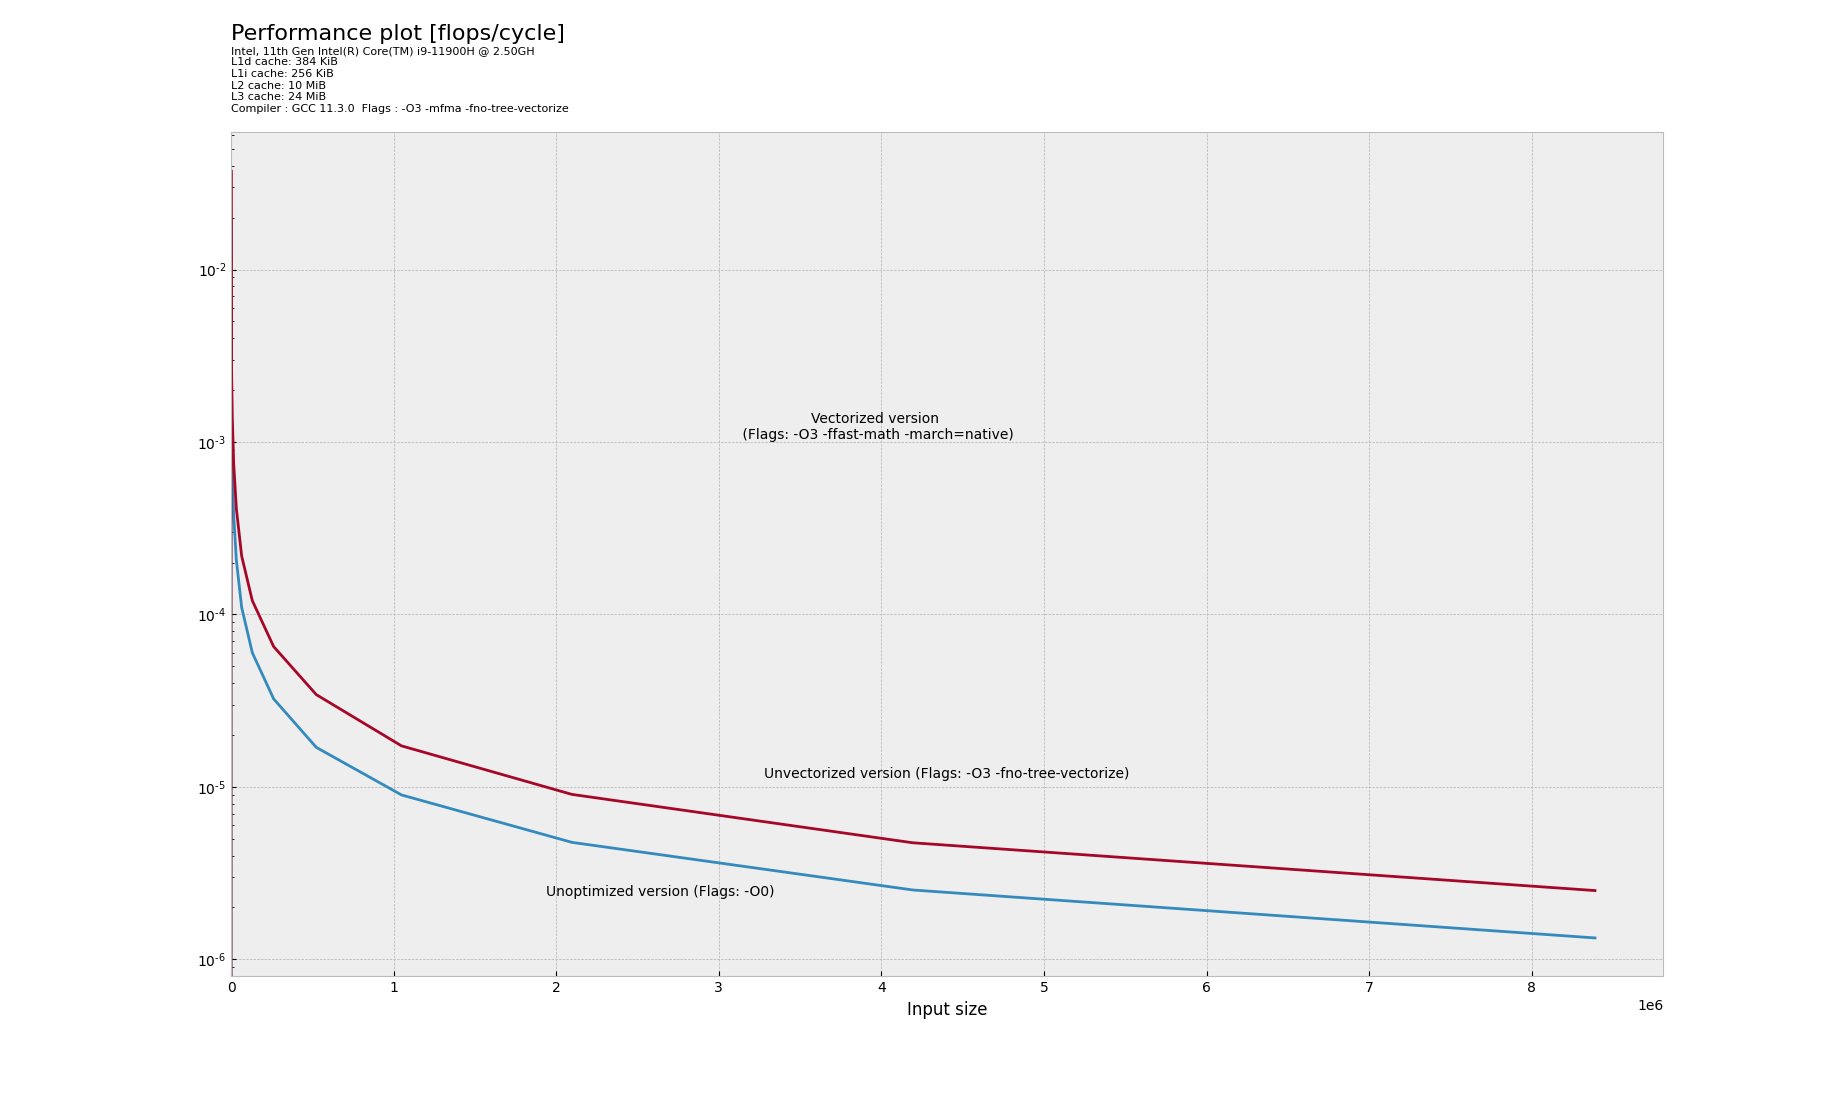 Performance plot [flops/cycle]
Intel, 11th Gen Intel(R) Core(TM) i9-11900H @ 2.50GH
L1d cache: 384 KiB
L1i cache: 256 KiB
L2 cache: 10 MiB
L3 cache: 24 MiB
Compiler : GCC 11.3.0  Flags : -O3 -mfma -fno-tree-vectorize
10⁻²
10⁻³
10⁻⁴
10⁻⁵
10⁻⁶
Vectorized version
(Flags: -O3 -ffast-math -march=native)
Unvectorized version (Flags: -O3 -fno-tree-vectorize)
Unoptimized version (Flags: -O0)
0 1 2 3 4 5 6 7 8
1e6
Input size